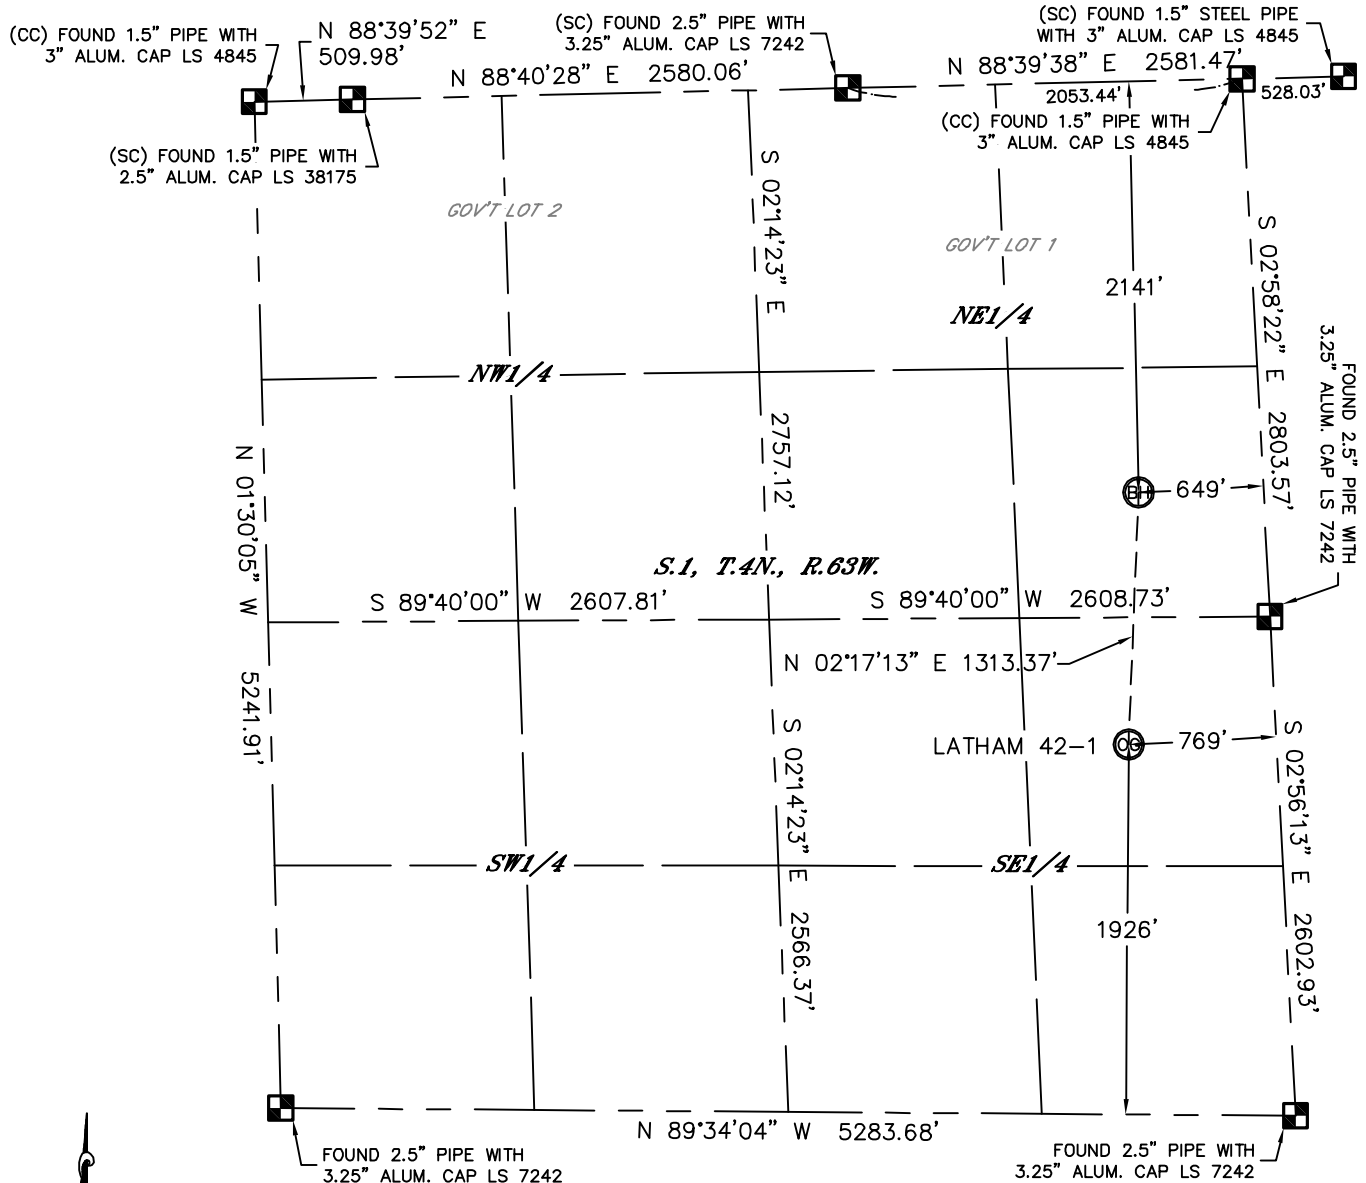 (CC) FOUND 1.5" PIPE WITH
3" ALUM. CAP LS 4845
N 88°39'52" E
509.98'
(SC) FOUND 2.5" PIPE WITH
3.25" ALUM. CAP LS 7242
(SC) FOUND 1.5" STEEL PIPE
WITH 3" ALUM. CAP LS 4845
N 88°40'28" E 2580.06'
N 88°39'38" E 2581.47'
2053.44'
528.03'
(CC) FOUND 1.5" PIPE WITH
3" ALUM. CAP LS 4845
(SC) FOUND 1.5" PIPE WITH
2.5" ALUM. CAP LS 38175
GOV'T LOT 2
S 02°14'23" E
2757.12'
GOV'T LOT 1
S 02°58'22" E 2803.57'
2141'
NE1/4
NW1/4
FOUND 2.5" PIPE WITH
3.25" ALUM. CAP LS 7242
N 01°30'05" W
5241.91'
BH
649'
S.1, T.4N., R.63W.
S 89°40'00" W 2607.81'
S 89°40'00" W 2608.73'
N 02°17'13" E 1313.37'
LATHAM 42-1
OG
769'
S 02°14'23" E 2566.37'
S 02°56'13" E 2602.93'
SW1/4
SE1/4
1926'
N 89°34'04" W 5283.68'
FOUND 2.5" PIPE WITH
3.25" ALUM. CAP LS 7242
FOUND 2.5" PIPE WITH
3.25" ALUM. CAP LS 7242